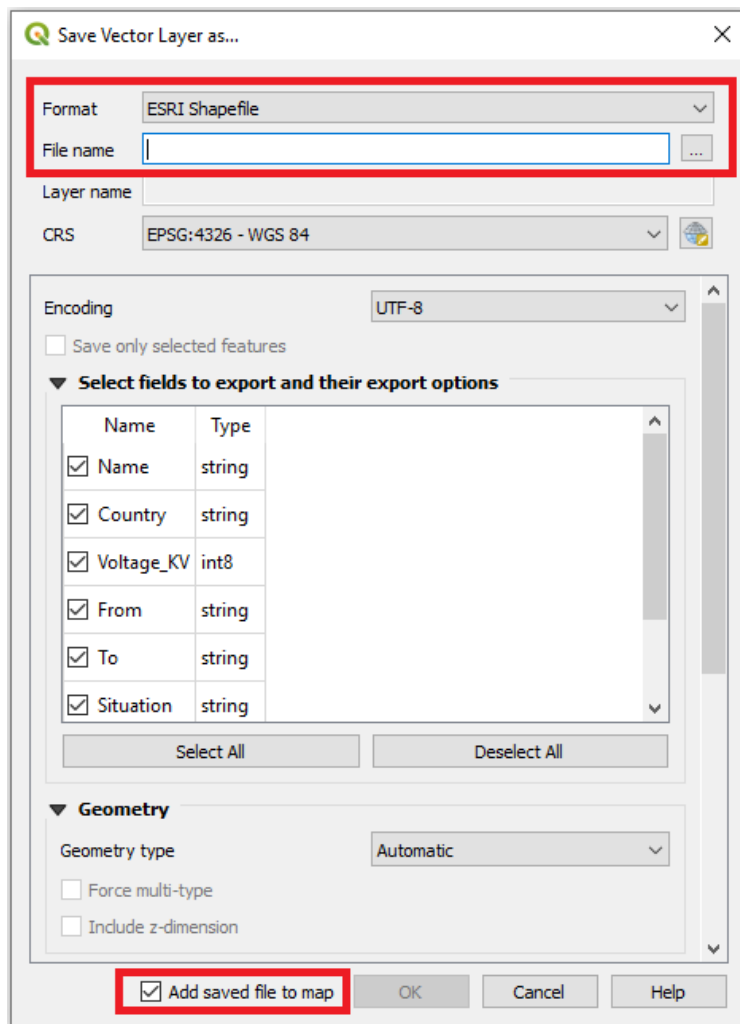 Save Vector Layer as...
Format ESRI Shapefile
File name ...
Layer name
CRS EPSG:4326 - WGS 84
Encoding UTF-8
Save only selected features
Select fields to export and their export options
Name Type
Name string
Country string
Voltage_KV int8
From string
To string
Situation string
Select All Deselect All
Geometry
Geometry type Automatic
Force multi-type
Include z-dimension
Add saved file to map OK Cancel Help